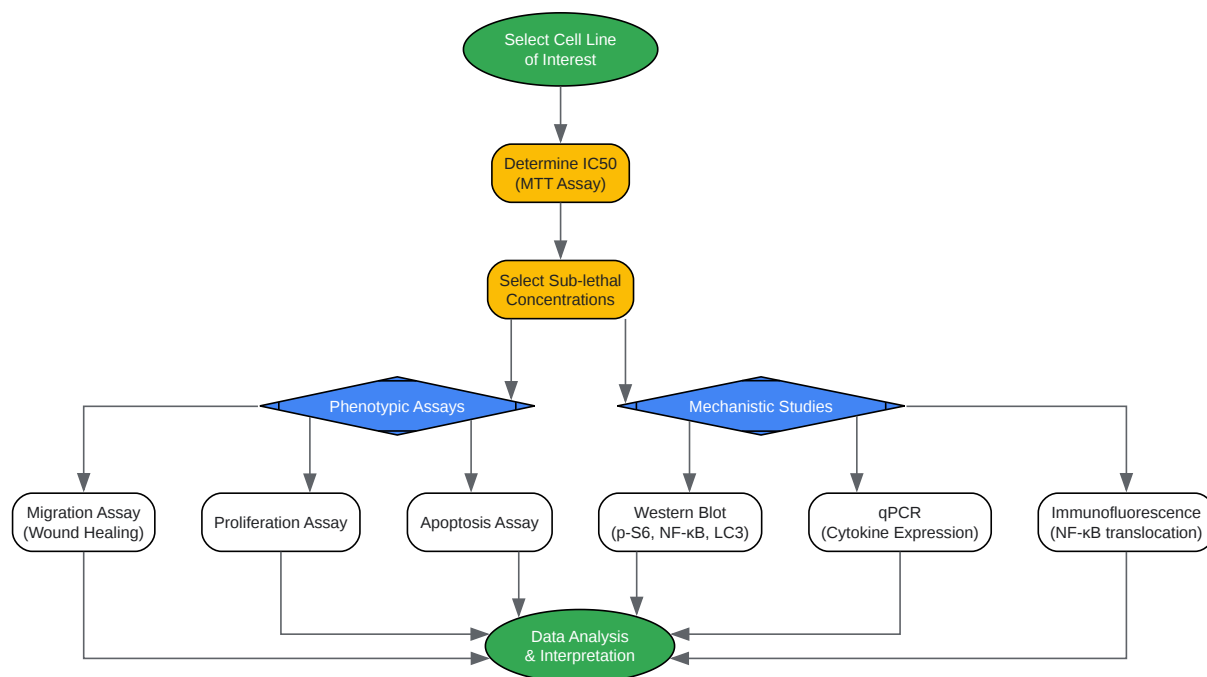 Select Cell Line
of Interest
Determine IC50
(MTT Assay)
Select Sub-lethal
Concentrations
Phenotypic Assays
Mechanistic Studies
Migration Assay
(Wound Healing)
Proliferation Assay
Apoptosis Assay
Western Blot
(p-S6, NF-κB, LC3)
qPCR
(Cytokine Expression)
Immunofluorescence
(NF-κB translocation)
Data Analysis
& Interpretation